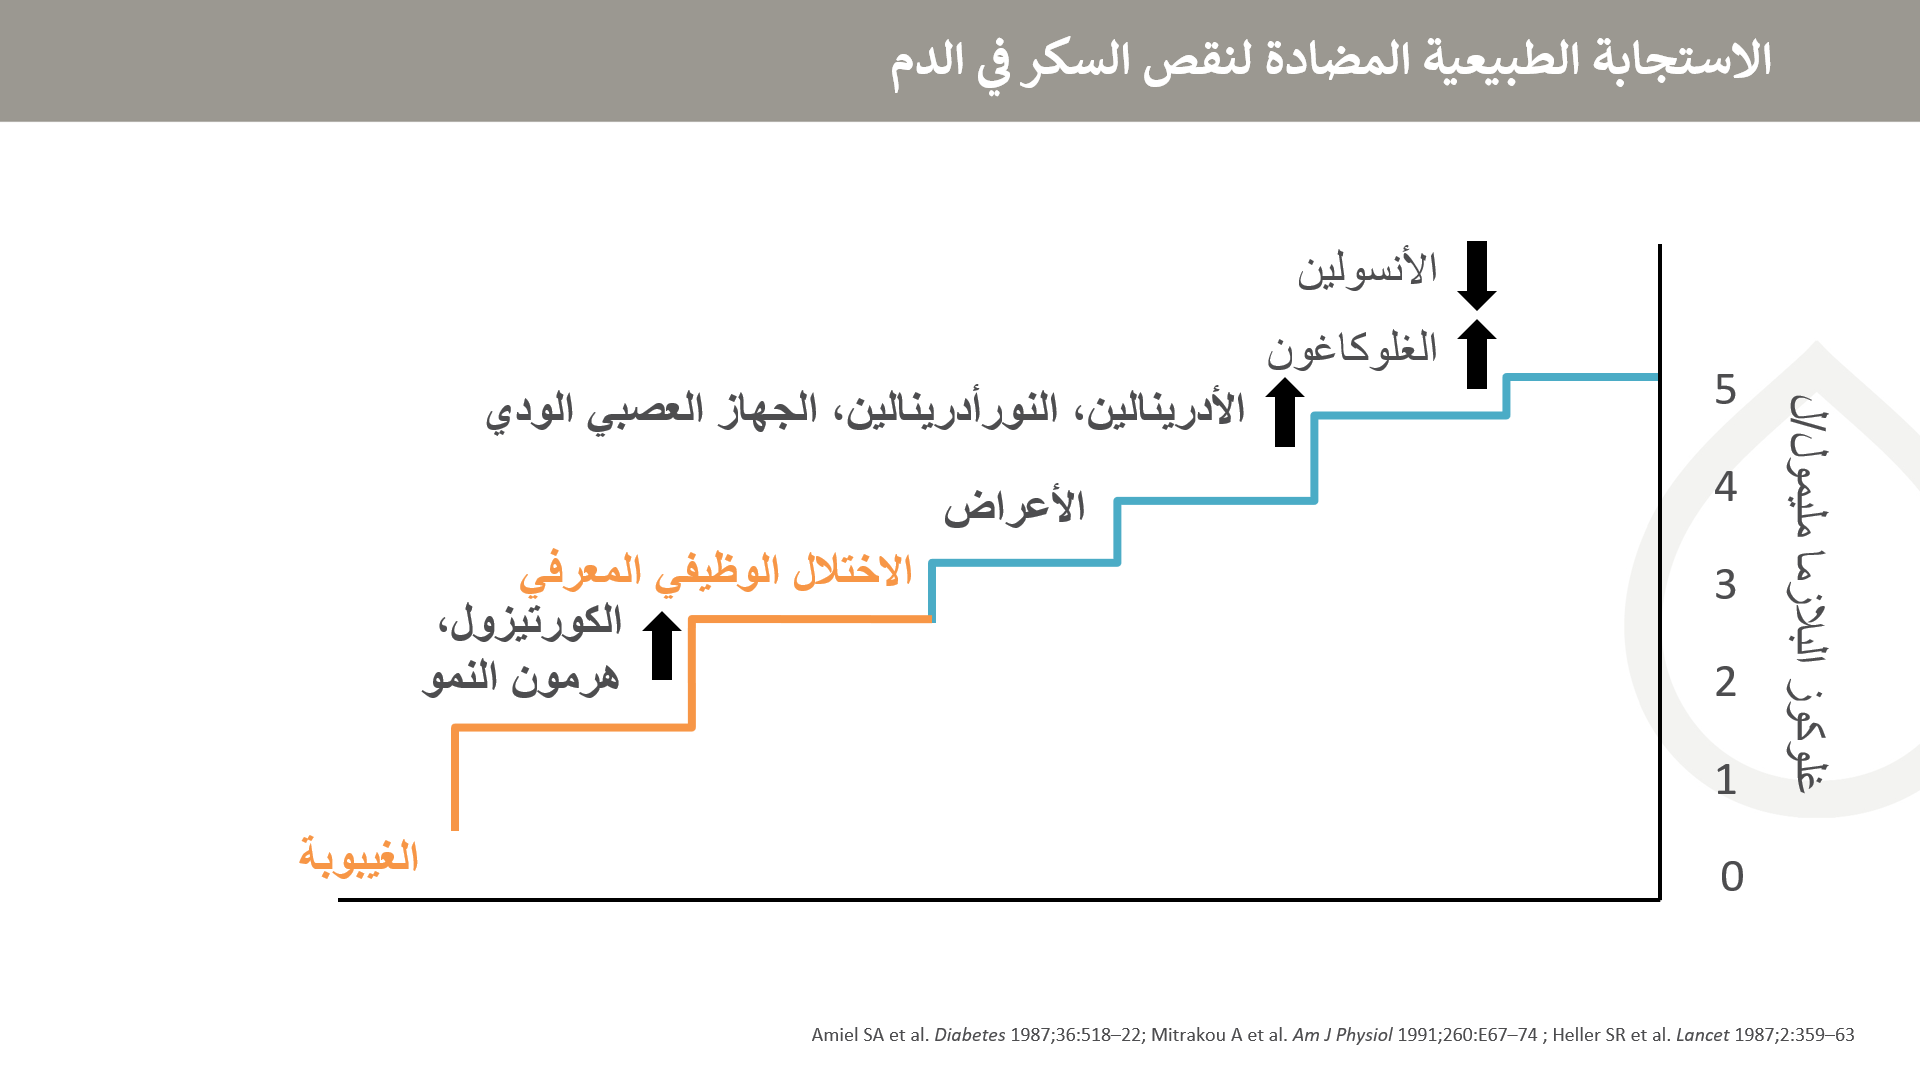 الاستجابة الطبيعية المضادة لنقص السكر في الدم
الأنسولين
الغلوكاغون
الأدرينالين، النورأدرينالين، الجهاز العصبي الودي
الأعراض
الاختلال الوظيفي المعرفي
الكورتيزول،
هرمون النمو
الغيبوبة
5
4
3
2
1
0
غلوكوز البلازما مليمول/ل
Amiel SA et al. Diabetes 1987;36:518–22; Mitrakou A et al. Am J Physiol 1991;260:E67–74 ; Heller SR et al. Lancet 1987;2:359–63